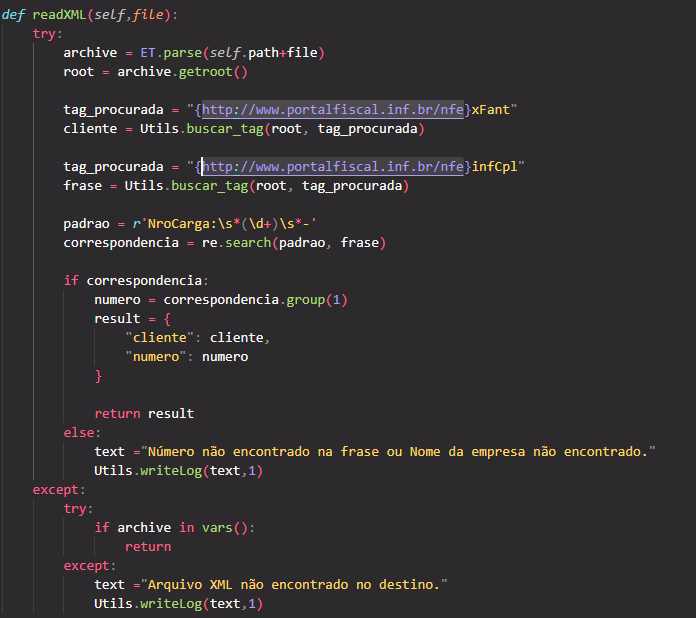 def readXML(self,file):
    try:
        archive = ET.parse(self.path+file)
        root = archive.getroot()

        tag_procurada = "{http://www.portalfiscal.inf.br/nfe}xFant"
        cliente = Utils.buscar_tag(root, tag_procurada)

        tag_procurada = "{http://www.portalfiscal.inf.br/nfe}infCpl"
        frase = Utils.buscar_tag(root, tag_procurada)

        padrao = r'NroCarga:\s*(\d+)\s*-'
        correspondencia = re.search(padrao, frase)

        if correspondencia:
            numero = correspondencia.group(1)
            result = {
                "cliente": cliente,
                "numero": numero
            }

            return result
        else:
            text ="Número não encontrado na frase ou Nome da empresa não encontrado."
            Utils.writeLog(text,1)
    except:
        try:
            if archive in vars():
                return
        except:
            text ="Arquivo XML não encontrado no destino."
            Utils.writeLog(text,1)